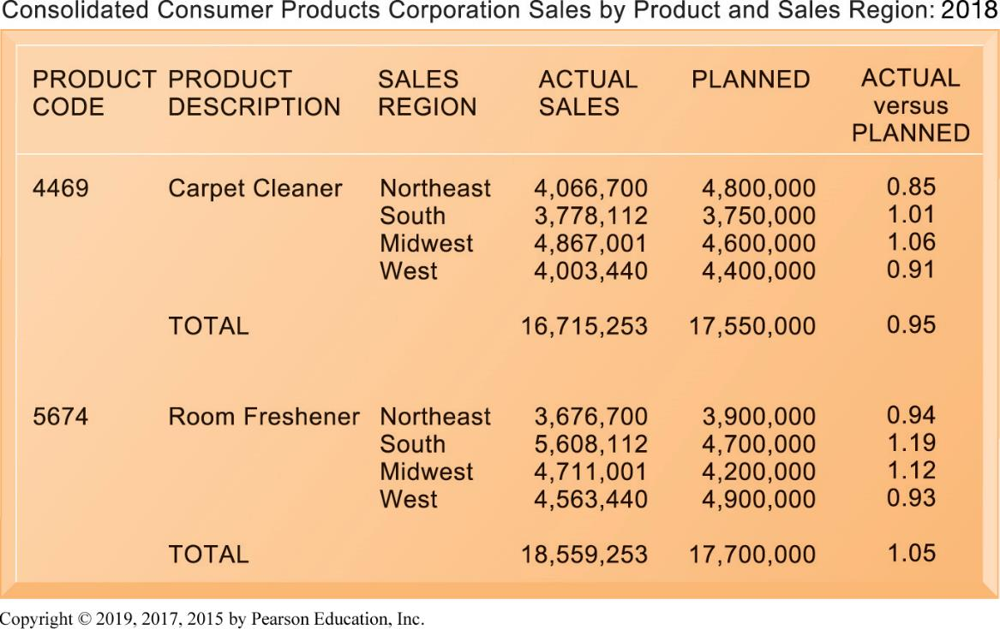 Consolidated Consumer Products Corporation Sales by Product and Sales Region: 2018
PRODUCT CODE PRODUCT DESCRIPTION SALES REGION ACTUAL SALES PLANNED ACTUAL versus PLANNED
4469 Carpet Cleaner Northeast 4,066,700 4,800,000 0.85
South 3,778,112 3,750,000 1.01
Midwest 4,867,001 4,600,000 1.06
West 4,003,440 4,400,000 0.91
TOTAL 16,715,253 17,550,000 0.95
5674 Room Freshener Northeast 3,676,700 3,900,000 0.94
South 5,608,112 4,700,000 1.19
Midwest 4,711,001 4,200,000 1.12
West 4,563,440 4,900,000 0.93
TOTAL 18,559,253 17,700,000 1.05
Copyright © 2019, 2017, 2015 by Pearson Education, Inc.